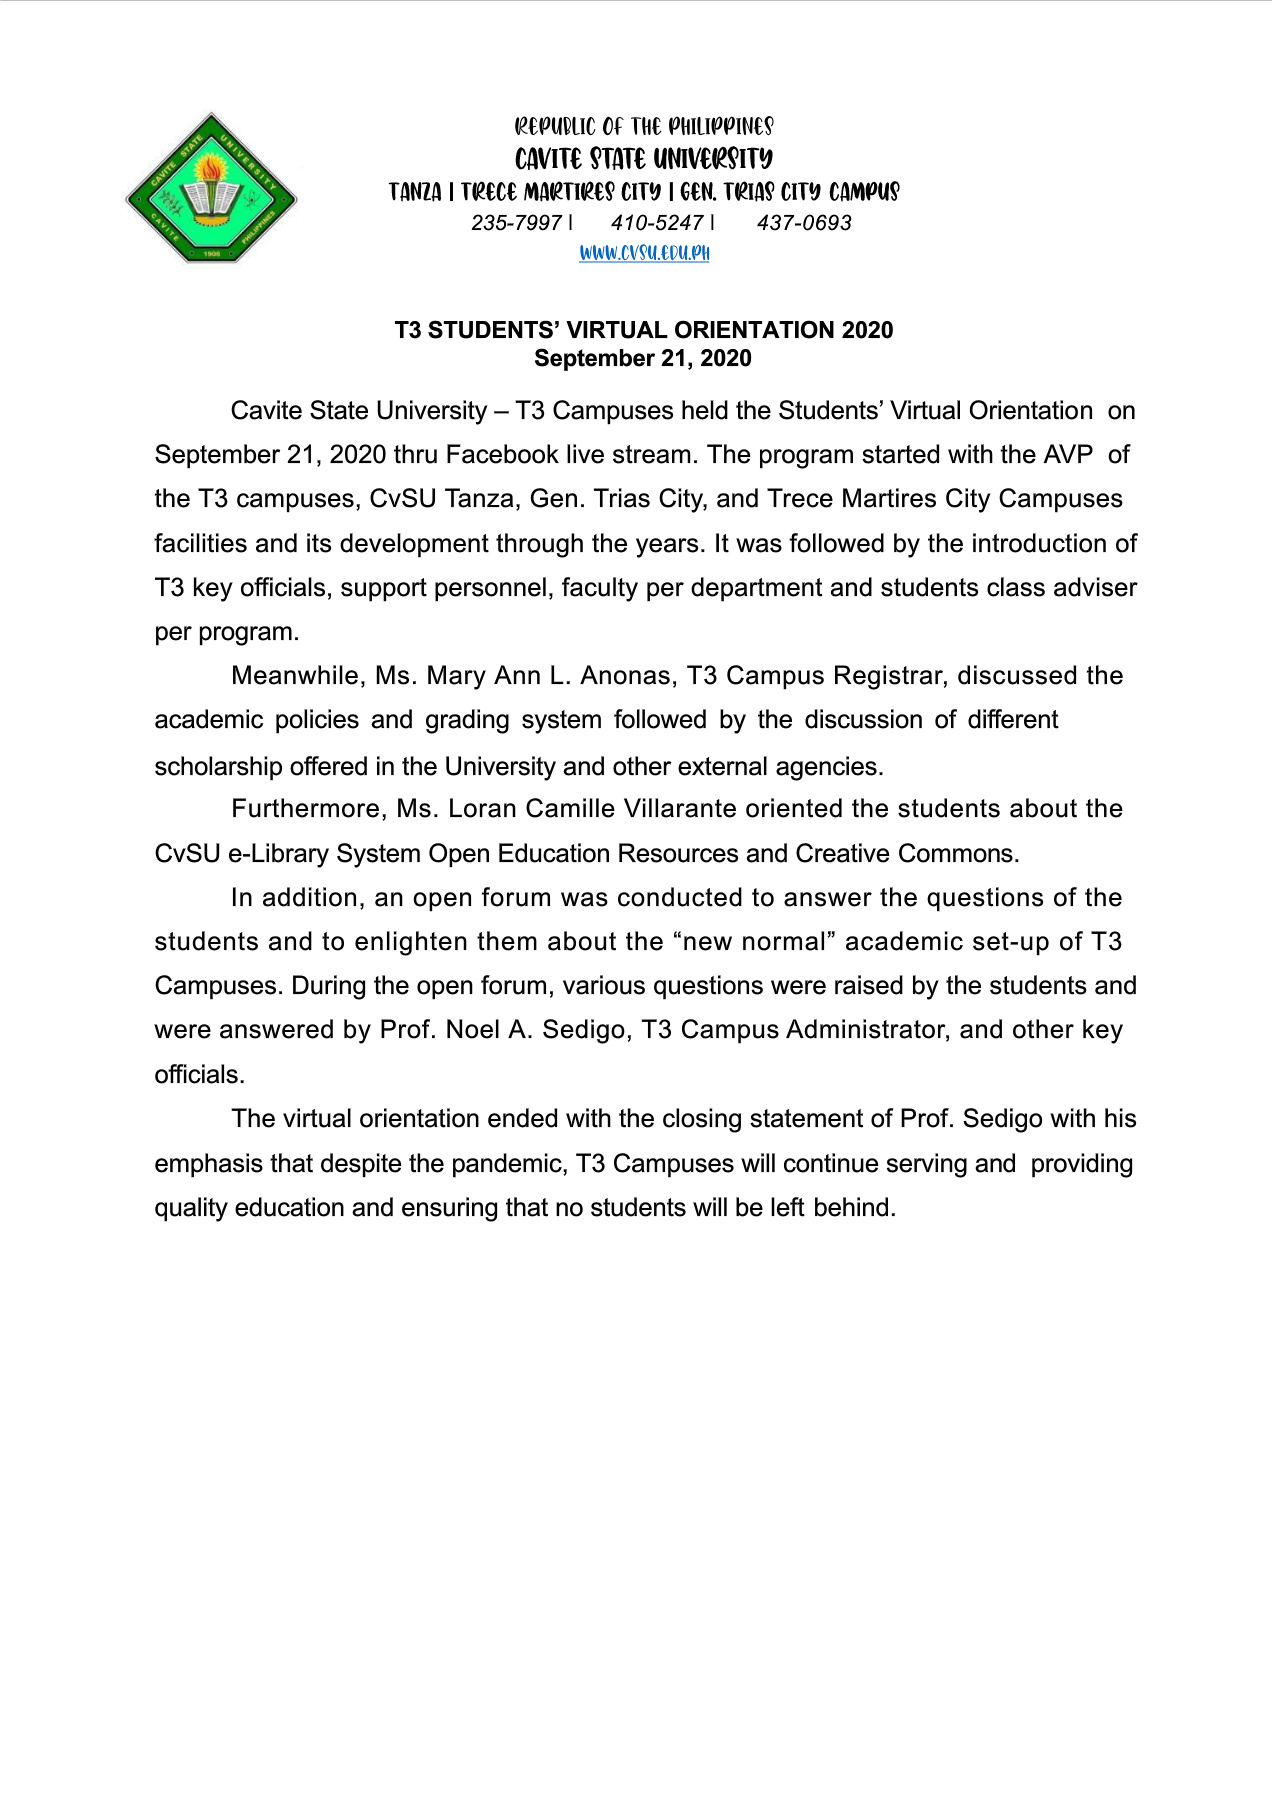 CAVITE STATE UNIVERSITY
CAVITE
PHILIPPINES
1906
REPUBLIC OF THE PHILIPPINES
CAVITE STATE UNIVERSITY
TANZA | TRECE MARTIRES CITY | GEN. TRIAS CITY CAMPUS
235-7997 | 410-5247 | 437-0693
WWW.CVSU.EDU.PH
T3 STUDENTS’ VIRTUAL ORIENTATION 2020
September 21, 2020
Cavite State University – T3 Campuses held the Students’ Virtual Orientation on
September 21, 2020 thru Facebook live stream. The program started with the AVP of
the T3 campuses, CvSU Tanza, Gen. Trias City, and Trece Martires City Campuses
facilities and its development through the years. It was followed by the introduction of
T3 key officials, support personnel, faculty per department and students class adviser
per program.
Meanwhile, Ms. Mary Ann L. Anonas, T3 Campus Registrar, discussed the
academic policies and grading system followed by the discussion of different
scholarship offered in the University and other external agencies.
Furthermore, Ms. Loran Camille Villarante oriented the students about the
CvSU e-Library System Open Education Resources and Creative Commons.
In addition, an open forum was conducted to answer the questions of the
students and to enlighten them about the “new normal” academic set-up of T3
Campuses. During the open forum, various questions were raised by the students and
were answered by Prof. Noel A. Sedigo, T3 Campus Administrator, and other key
officials.
The virtual orientation ended with the closing statement of Prof. Sedigo with his
emphasis that despite the pandemic, T3 Campuses will continue serving and providing
quality education and ensuring that no students will be left behind.